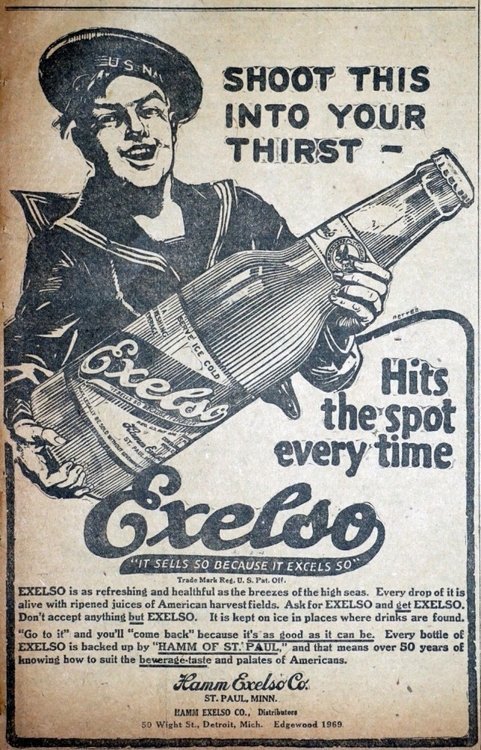 U.S. NA
SHOOT THIS
INTO YOUR
THIRST —
SERVE ICE COLD
Exelso
ST. PAUL
Hits
the spot
every time
Exelso
"IT SELLS SO BECAUSE IT EXCELS SO"
Trade Mark Reg. U. S. Pat. Off.
EXELSO is as refreshing and healthful as the breezes of the high seas. Every drop of it is
alive with ripened juices of American harvest fields. Ask for EXELSO and get EXELSO.
Don't accept anything but EXELSO. It is kept on ice in places where drinks are found.
"Go to it" and you'll "come back" because it's as good as it can be. Every bottle of
EXELSO is backed up by "HAMM OF ST. PAUL," and that means over 50 years of
knowing how to suit the beverage-taste and palates of Americans.
Hamm Exelso Co.
ST. PAUL, MINN.
HAMM EXELSO CO., Distributors
50 Wight St., Detroit, Mich. Edgewood 1969.